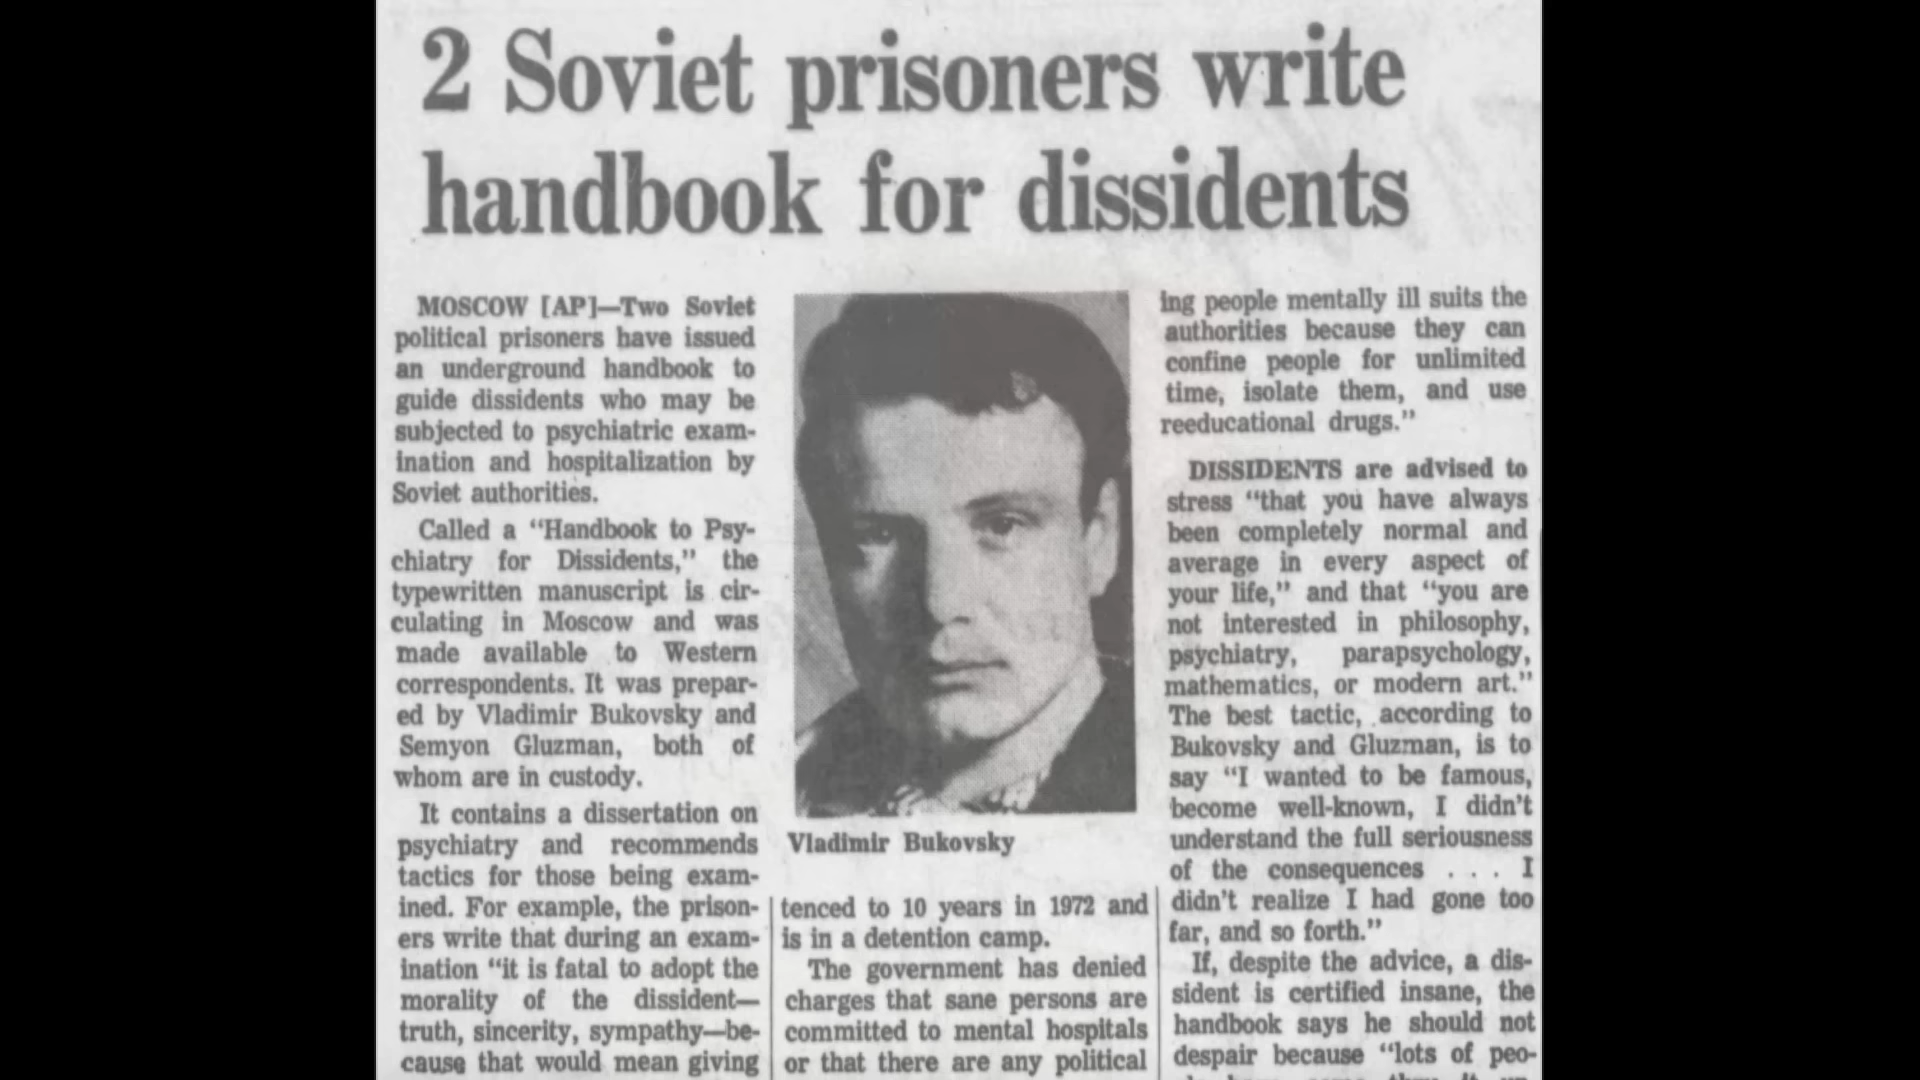 2 Soviet prisoners write
handbook for dissidents
MOSCOW [AP]—Two Soviet
political prisoners have issued
an underground handbook to
guide dissidents who may be
subjected to psychiatric exam-
ination and hospitalization by
Soviet authorities.
Called a “Handbook to Psy-
chiatry for Dissidents,” the
typewritten manuscript is cir-
culating in Moscow and was
made available to Western
correspondents. It was prepar-
ed by Vladimir Bukovsky and
Semyon Gluzman, both of
whom are in custody.
It contains a dissertation on
psychiatry and recommends
tactics for those being exam-
ined. For example, the prison-
ers write that during an exam-
ination “it is fatal to adopt the
morality of the dissident—
truth, sincerity, sympathy—be-
cause that would mean giving
Vladimir Bukovsky
tenced to 10 years in 1972 and
is in a detention camp.
The government has denied
charges that sane persons are
committed to mental hospitals
or that there are any political
ing people mentally ill suits the
authorities because they can
confine people for unlimited
time, isolate them, and use
reeducational drugs.”
DISSIDENTS are advised to
stress “that you have always
been completely normal and
average in every aspect of
your life,” and that “you are
not interested in philosophy,
psychiatry, parapsychology,
mathematics, or modern art.”
The best tactic, according to
Bukovsky and Gluzman, is to
say “I wanted to be famous,
become well-known, I didn’t
understand the full seriousness
of the consequences . . . I
didn’t realize I had gone too
far, and so forth.”
If, despite the advice, a dis-
sident is certified insane, the
handbook says he should not
despair because “lots of peo-